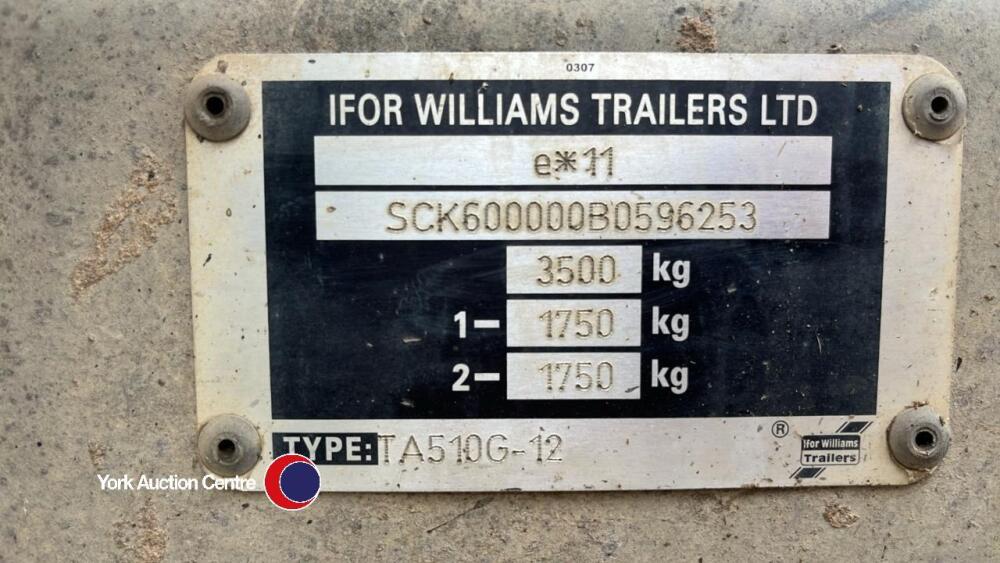 0307
IFOR WILLIAMS TRAILERS LTD
e*11
SCK600000B0596253
3500 kg
1- 1750 kg
2- 1750 kg
TYPE: TA510G-12
®
Ifor Williams
Trailers
York Auction Centre